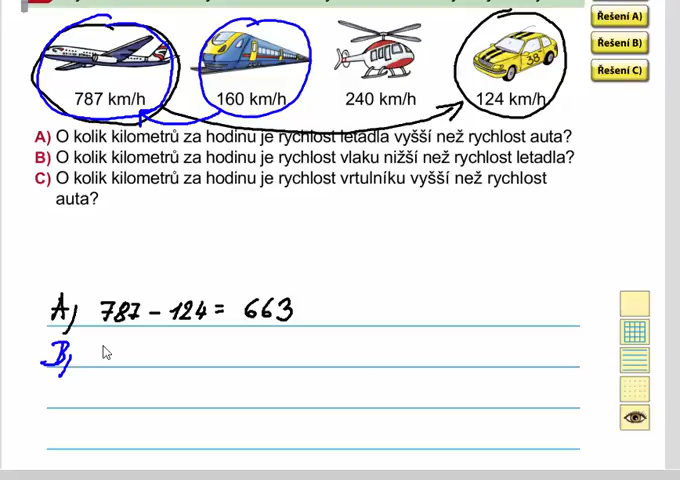 Řešení A)
Řešení B)
Řešení C)
38
787 km/h 160 km/h 240 km/h 124 km/h
A) O kolik kilometrů za hodinu je rychlost letadla vyšší než rychlost auta?
B) O kolik kilometrů za hodinu je rychlost vlaku nižší než rychlost letadla?
C) O kolik kilometrů za hodinu je rychlost vrtulníku vyšší než rychlost
auta?
A) 787 - 124 = 663
B)